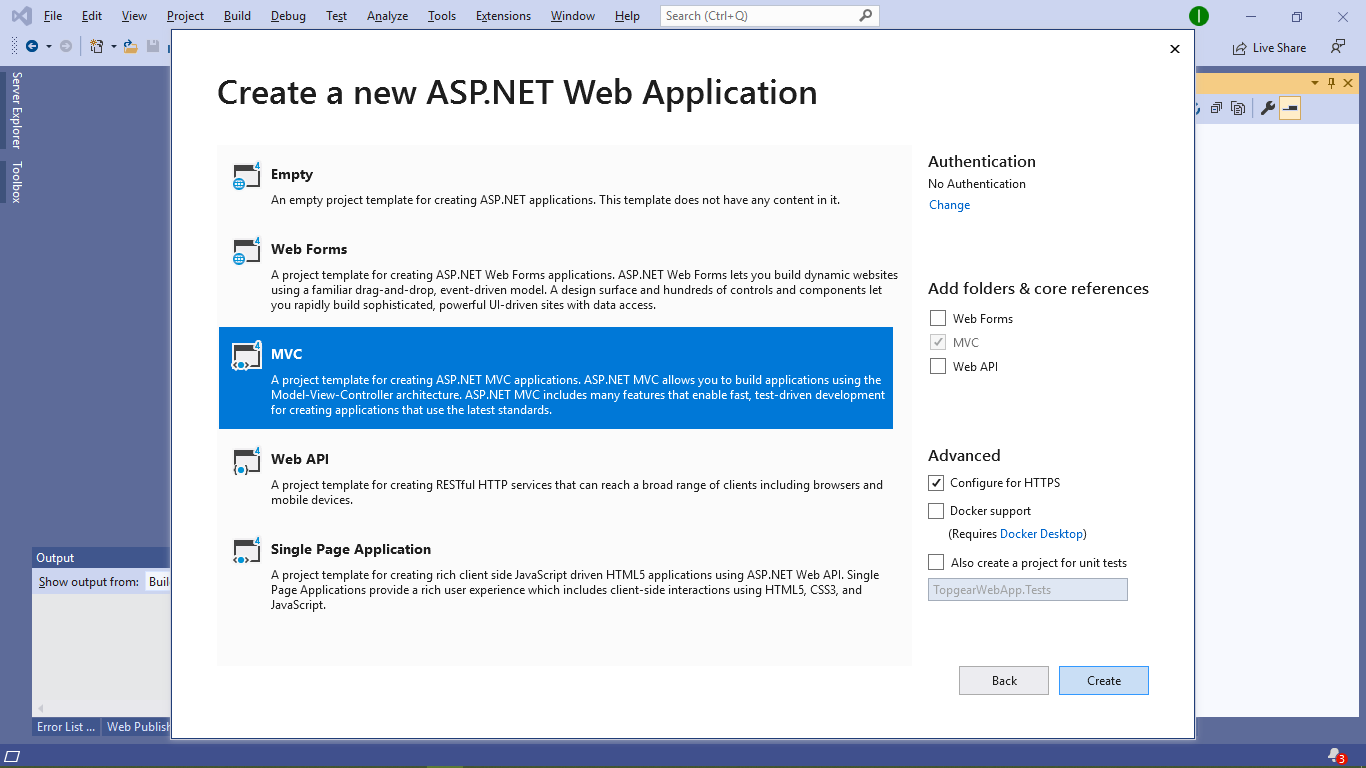 File Edit View Project Build Debug Test Analyze Tools Extensions Window Help Search (Ctrl+Q)
Live Share
Server Explorer
Toolbox
Create a new ASP.NET Web Application
Empty
An empty project template for creating ASP.NET applications. This template does not have any content in it.
Web Forms
A project template for creating ASP.NET Web Forms applications. ASP.NET Web Forms lets you build dynamic websites
using a familiar drag-and-drop, event-driven model. A design surface and hundreds of controls and components let
you rapidly build sophisticated, powerful UI-driven sites with data access.
MVC
A project template for creating ASP.NET MVC applications. ASP.NET MVC allows you to build applications using the
Model-View-Controller architecture. ASP.NET MVC includes many features that enable fast, test-driven development
for creating applications that use the latest standards.
Web API
A project template for creating RESTful HTTP services that can reach a broad range of clients including browsers and
mobile devices.
Single Page Application
A project template for creating rich client side JavaScript driven HTML5 applications using ASP.NET Web API. Single
Page Applications provide a rich user experience which includes client-side interactions using HTML5, CSS3, and
JavaScript.
Authentication
No Authentication
Change
Add folders & core references
Web Forms
MVC
Web API
Advanced
Configure for HTTPS
Docker support
(Requires Docker Desktop)
Also create a project for unit tests
TopgearWebApp.Tests
Back Create
Output
Show output from: Buil
Error List ... Web Publish
3